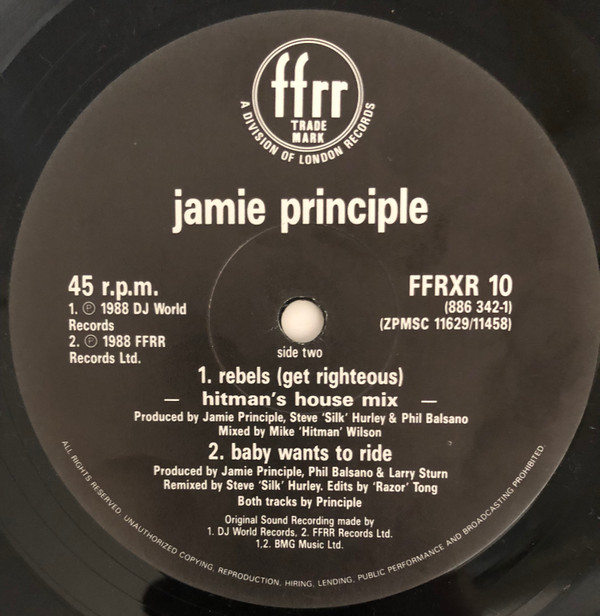 ffrr
TRADE
MARK
A DIVISION OF LONDON RECORDS
jamie principle
45 r.p.m.
1. ℗ 1988 DJ World
Records
2. ℗ 1988 FFRR
Records Ltd.
FFRXR 10
(886 342-1)
(ZPMSC 11629/11458)
side two
1. rebels (get righteous)
— hitman's house mix —
Produced by Jamie Principle, Steve 'Silk' Hurley & Phil Balsano
Mixed by Mike 'Hitman' Wilson
2. baby wants to ride
Produced by Jamie Principle, Phil Balsano & Larry Sturn
Remixed by Steve 'Silk' Hurley. Edits by 'Razor' Tong
Both tracks by Principle
Original Sound Recording made by
1. DJ World Records, 2. FFRR Records Ltd.
1,2. BMG Music Ltd.
ALL RIGHTS RESERVED. UNAUTHORIZED COPYING, REPRODUCTION, HIRING, LENDING, PUBLIC PERFORMANCE AND BROADCASTING PROHIBITED.